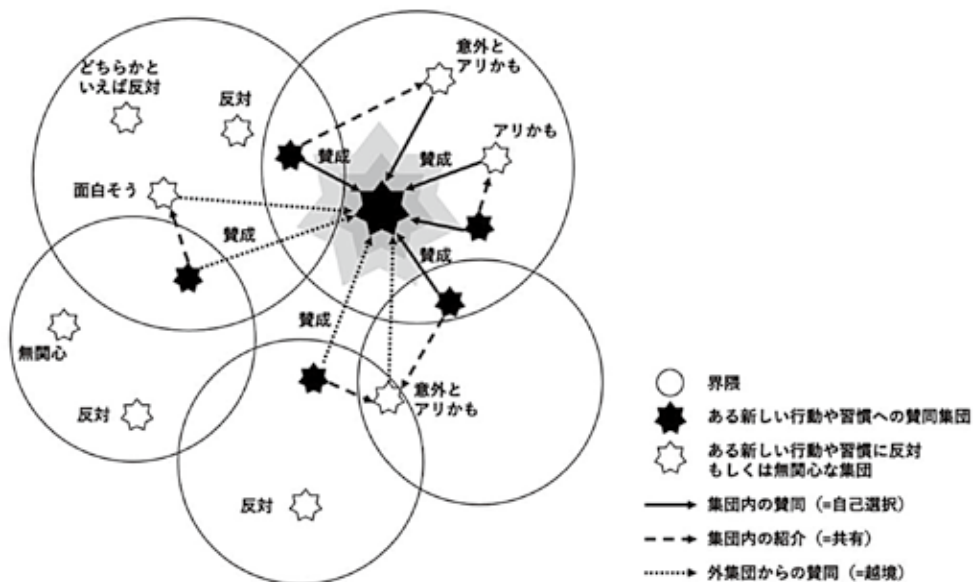 意外と
アリかも
どちらかと
いえば反対
反対
アリかも
賛成
賛成
面白そう
賛成
賛成
賛成
無関心
意外と
アリかも
反対
反対
界隈
ある新しい行動や習慣への賛同集団
ある新しい行動や習慣に反対
もしくは無関心な集団
集団内の賛同（=自己選択）
集団内の紹介（=共有）
外集団からの賛同（=越境）